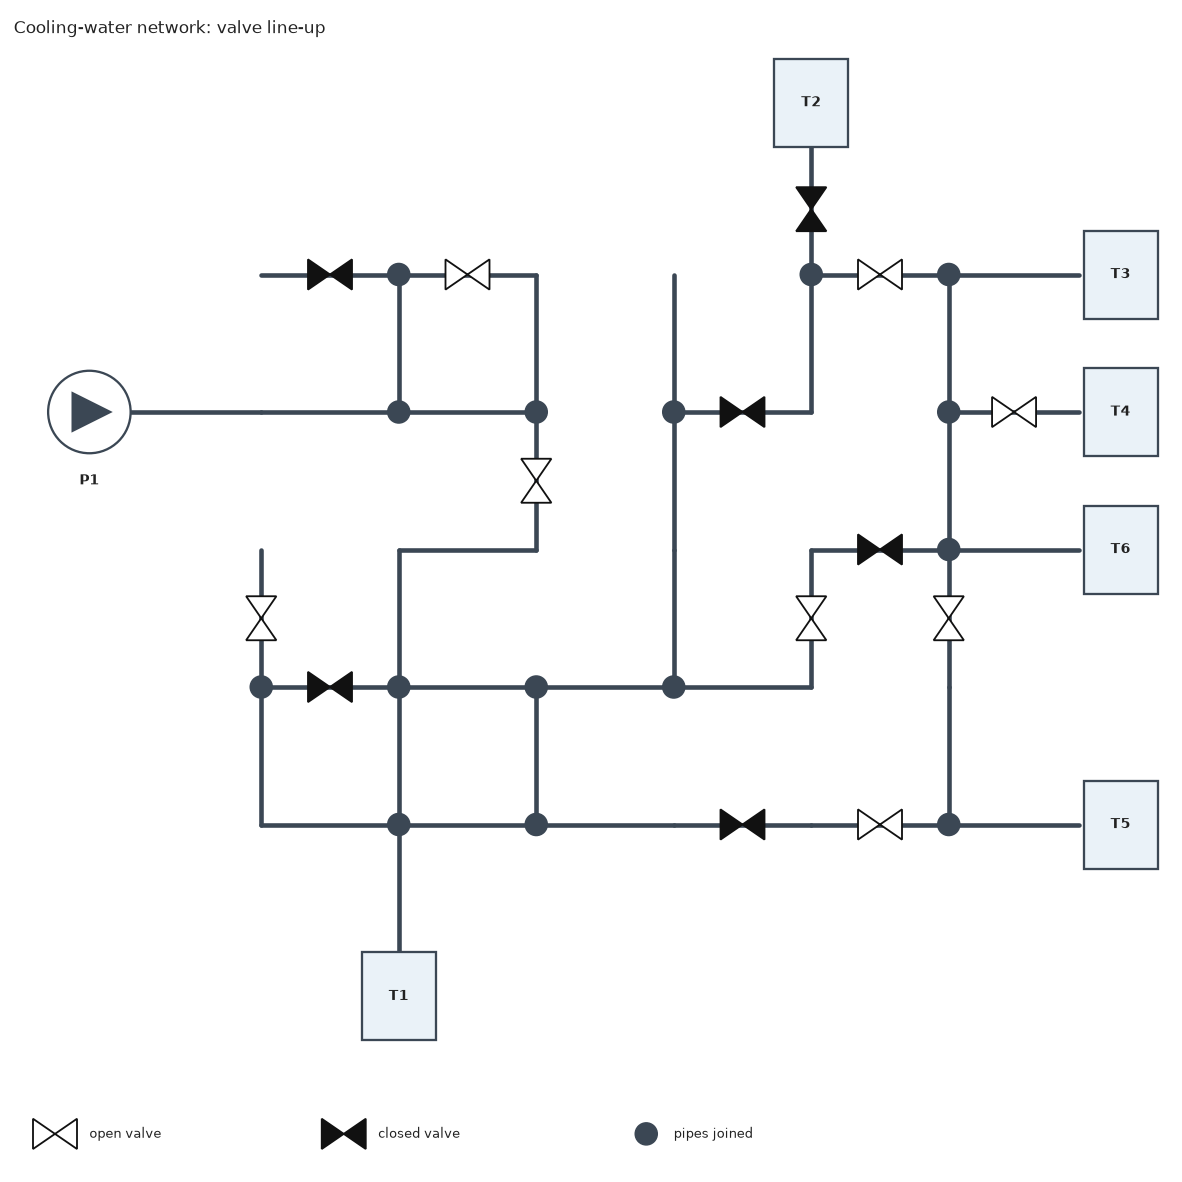 Cooling-water network: valve line-up
T2
T3
T4
P1
T6
T5
T1
open valve
closed valve
pipes joined